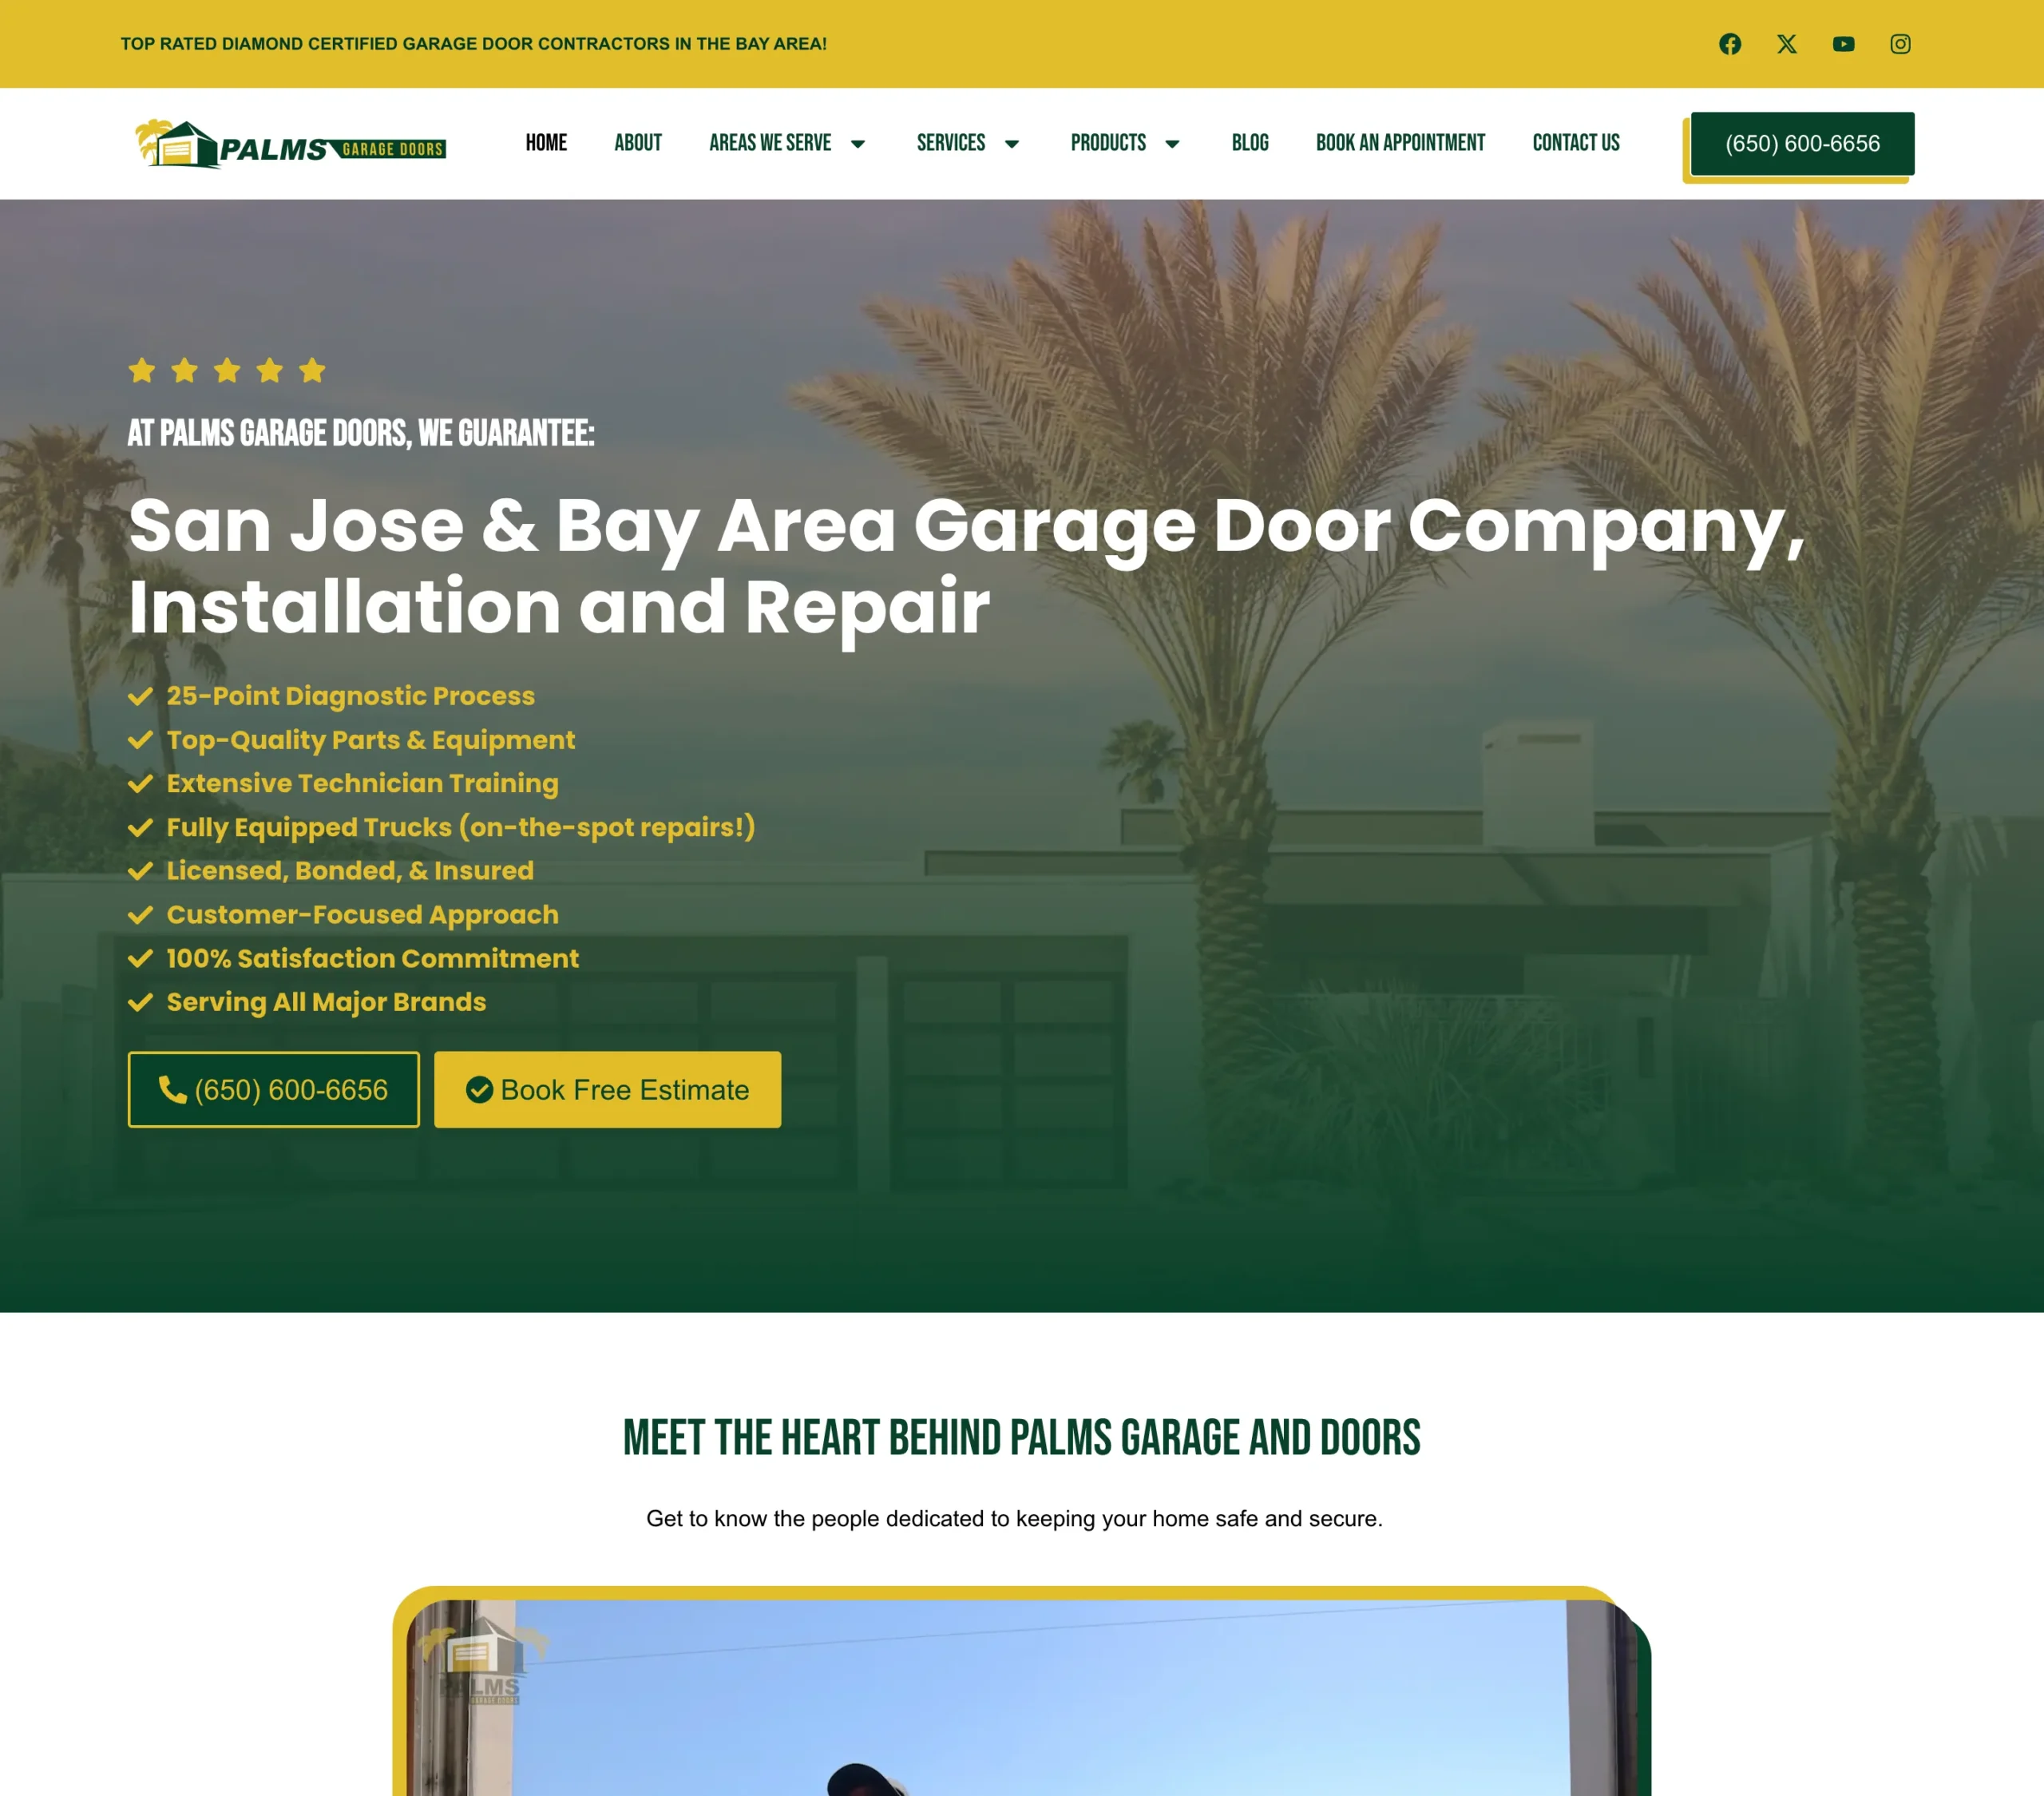 TOP RATED DIAMOND CERTIFIED GARAGE DOOR CONTRACTORS IN THE BAY AREA!
PALMS GARAGE DOORS
HOME
ABOUT
AREAS WE SERVE
SERVICES
PRODUCTS
BLOG
BOOK AN APPOINTMENT
CONTACT US
(650) 600-6656
AT PALMS GARAGE DOORS, WE GUARANTEE:
San Jose & Bay Area Garage Door Company,
Installation and Repair
25-Point Diagnostic Process
Top-Quality Parts & Equipment
Extensive Technician Training
Fully Equipped Trucks (on-the-spot repairs!)
Licensed, Bonded, & Insured
Customer-Focused Approach
100% Satisfaction Commitment
Serving All Major Brands
(650) 600-6656
Book Free Estimate
MEET THE HEART BEHIND PALMS GARAGE AND DOORS
Get to know the people dedicated to keeping your home safe and secure.
PALMS
GARAGE DOORS